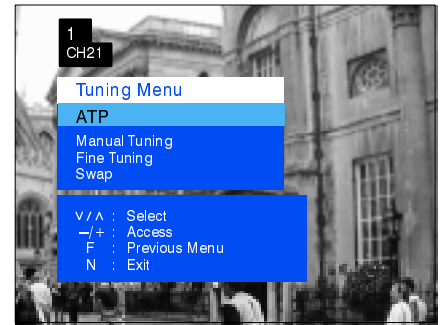 1
CH21
Tuning Menu
ATP
Manual Tuning
Fine Tuning
Swap
∨/∧ : Select
–/+ : Access
F : Previous Menu
N : Exit